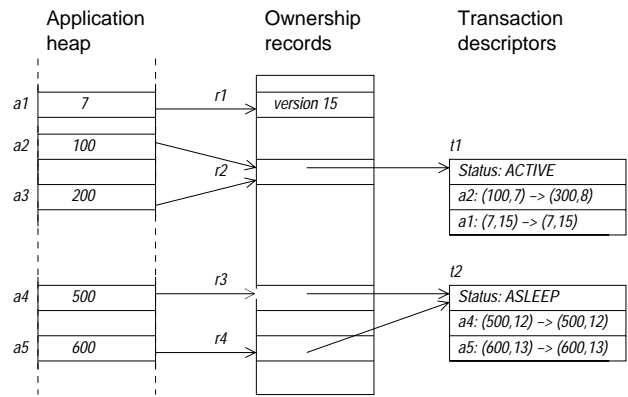 Application heap
Ownership records
Transaction descriptors
a1 7 r1 version 15
a2 100 t1
r2 Status: ACTIVE
a3 200 a2: (100,7) –> (300,8)
a1: (7,15) –> (7,15)
t2
a4 500 r3 Status: ASLEEP
a4: (500,12) –> (500,12)
a5 600 r4 a5: (600,13) –> (600,13)